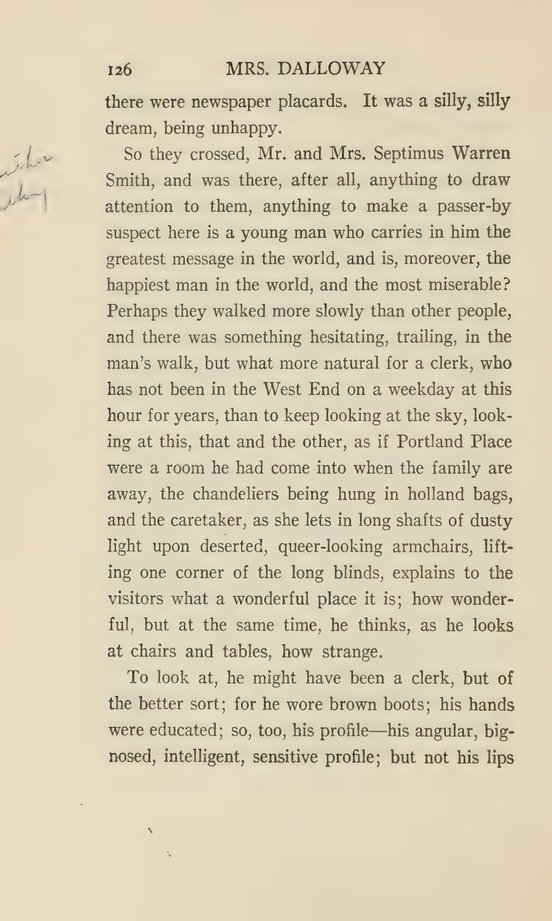 126 MRS. DALLOWAY
there were newspaper placards. It was a silly, silly
dream, being unhappy.
So they crossed, Mr. and Mrs. Septimus Warren
Smith, and was there, after all, anything to draw
attention to them, anything to make a passer-by
suspect here is a young man who carries in him the
greatest message in the world, and is, moreover, the
happiest man in the world, and the most miserable?
Perhaps they walked more slowly than other people,
and there was something hesitating, trailing, in the
man's walk, but what more natural for a clerk, who
has not been in the West End on a weekday at this
hour for years, than to keep looking at the sky, look-
ing at this, that and the other, as if Portland Place
were a room he had come into when the family are
away, the chandeliers being hung in holland bags,
and the caretaker, as she lets in long shafts of dusty
light upon deserted, queer-looking armchairs, lift-
ing one corner of the long blinds, explains to the
visitors what a wonderful place it is; how wonder-
ful, but at the same time, he thinks, as he looks
at chairs and tables, how strange.
To look at, he might have been a clerk, but of
the better sort; for he wore brown boots; his hands
were educated; so, too, his profile—his angular, big-
nosed, intelligent, sensitive profile; but not his lips